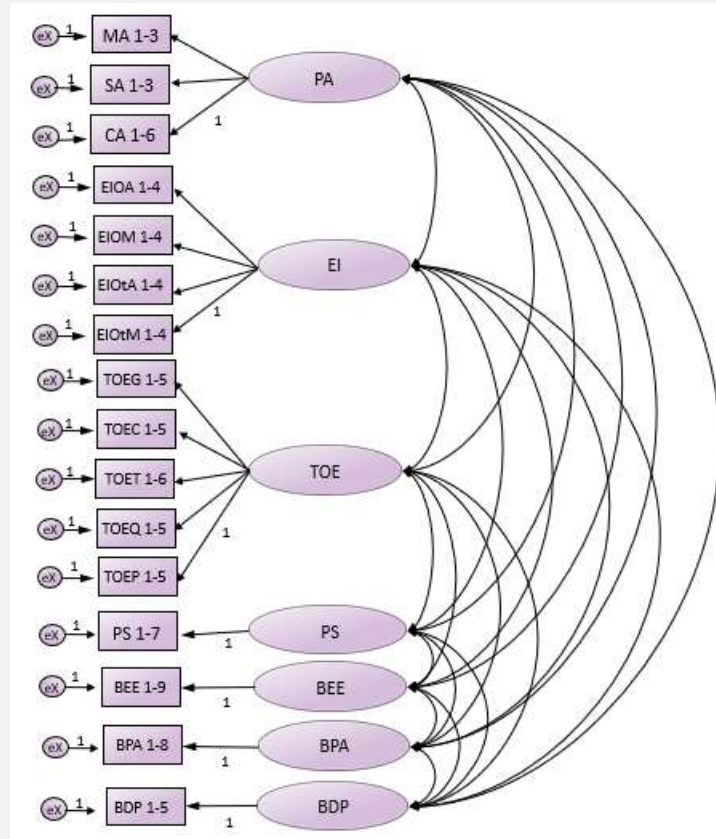 eX 1 MA 1-3
PA
eX 1 SA 1-3
eX 1 CA 1-6
1
eX 1 EIOA 1-4
eX 1 EIOM 1-4
EI
eX 1 EIOtA 1-4
1
eX 1 EIOtM 1-4
eX 1 TOEG 1-5
eX 1 TOEC 1-5
TOE
eX 1 TOET 1-6
eX 1 TOEQ 1-5
1
eX 1 TOEP 1-5
eX 1 PS 1-7 1 PS
eX 1 BEE 1-9 1 BEE
eX 1 BPA 1-8 1 BPA
eX 1 BDP 1-5 1 BDP